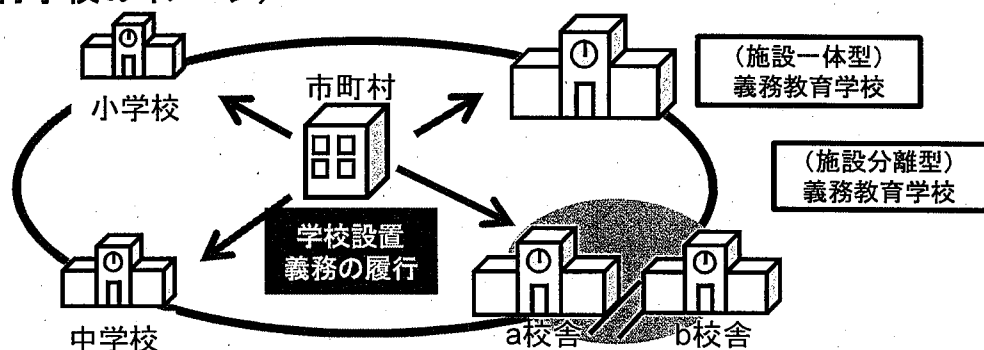 小学校
市町村
(施設一体型)
義務教育学校
(施設分離型)
義務教育学校
学校設置
義務の履行
中学校
a校舎
b校舎